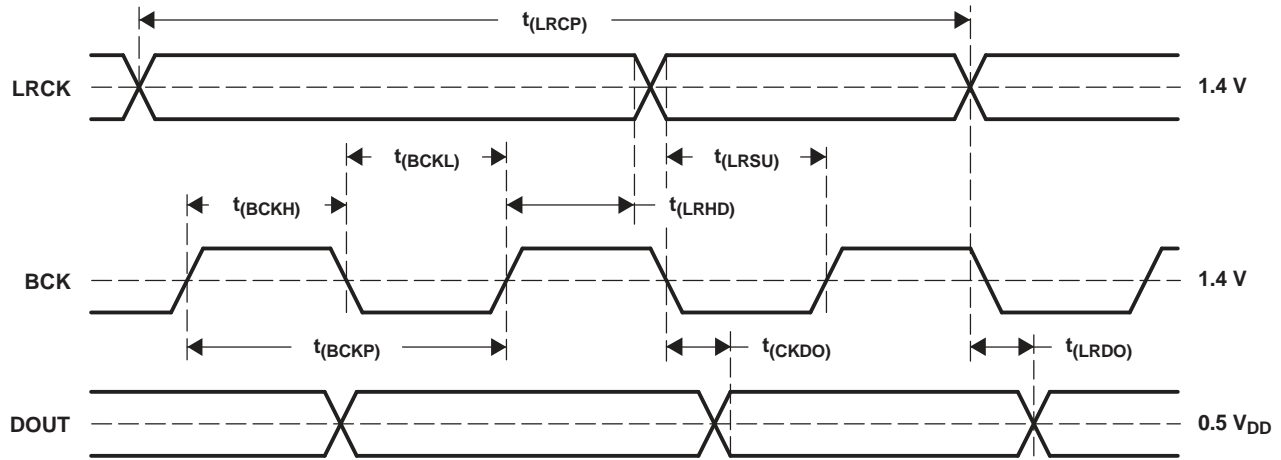 t(LRCP)
LRCK
1.4 V
t(BCKL)
t(LRSU)
t(BCKH)
t(LRHD)
BCK
1.4 V
t(BCKP)
t(CKDO)
t(LRDO)
DOUT
0.5 VDD